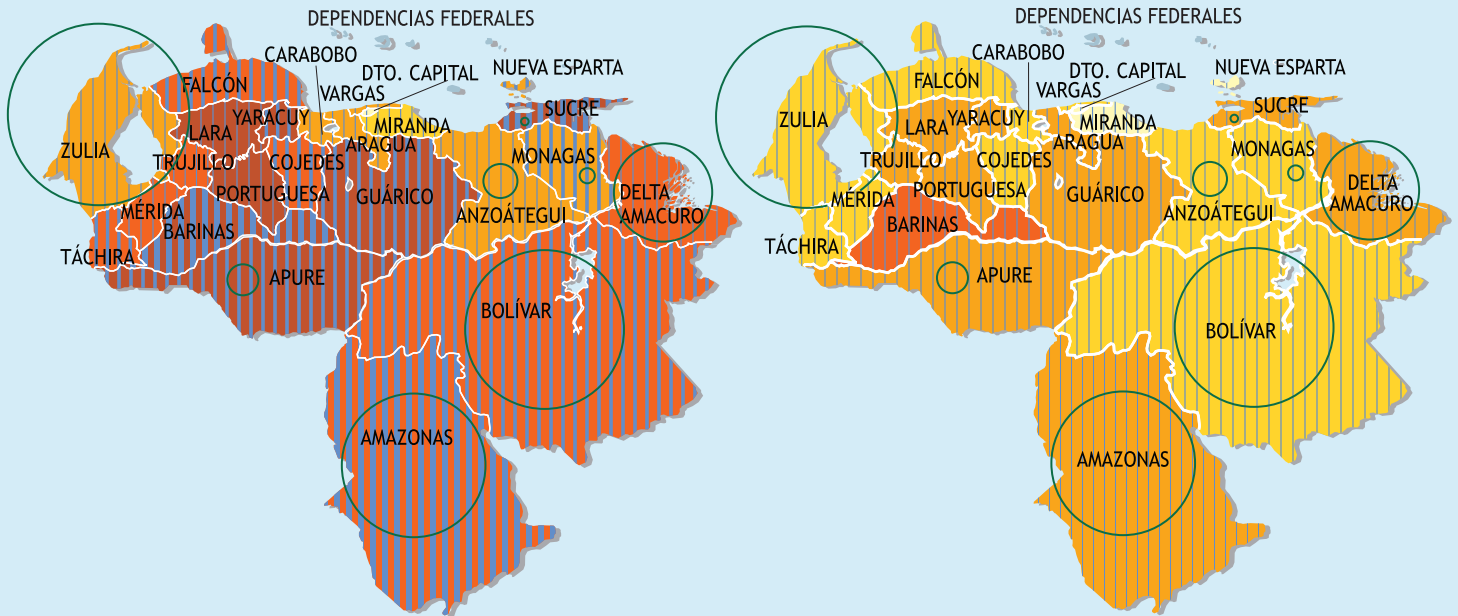 DEPENDENCIAS FEDERALES
CARABOBO
DTO. CAPITAL
NUEVA ESPARTA
FALCÓN
VARGAS
SUCRE
LARA
YARACUY
MIRANDA
ARAGUA
ZULIA
TRUJILLO
COJEDES
MONAGAS
PORTUGUESA
GUÁRICO
DELTA
AMACURO
MÉRIDA
BARINAS
ANZOÁTEGUI
TÁCHIRA
APURE
BOLÍVAR
AMAZONAS
DEPENDENCIAS FEDERALES
CARABOBO
DTO. CAPITAL
NUEVA ESPARTA
FALCÓN
VARGAS
SUCRE
ZULIA
LARA
YARACUY
MIRANDA
ARAGUA
TRUJILLO
COJEDES
MONAGAS
PORTUGUESA
GUÁRICO
DELTA
AMACURO
MÉRIDA
BARINAS
ANZOÁTEGUI
TÁCHIRA
APURE
BOLÍVAR
AMAZONAS